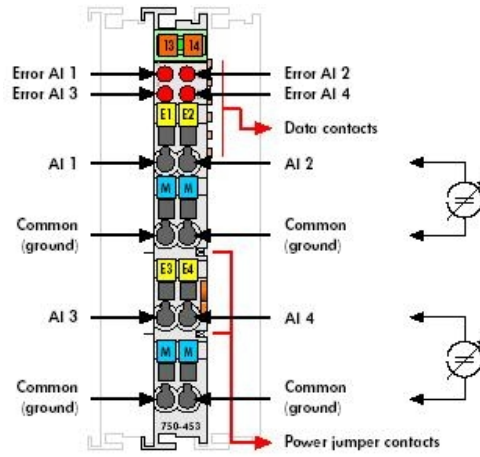 13 14
Error AI 1
Error AI 2
Error AI 3
Error AI 4
E1 E2
Data contacts
AI 1
AI 2
M M
Common
(ground)
Common
(ground)
E3 E4
AI 3
AI 4
M M
Common
(ground)
Common
(ground)
750-453
Power jumper contacts